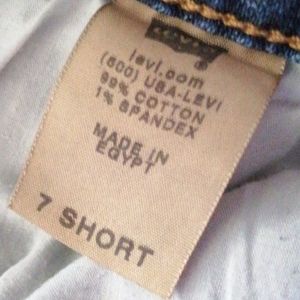 levi.com
(800) USA-LEVI
99% COTTON
1% SPANDEX
MADE IN
EGYPT
7 SHORT